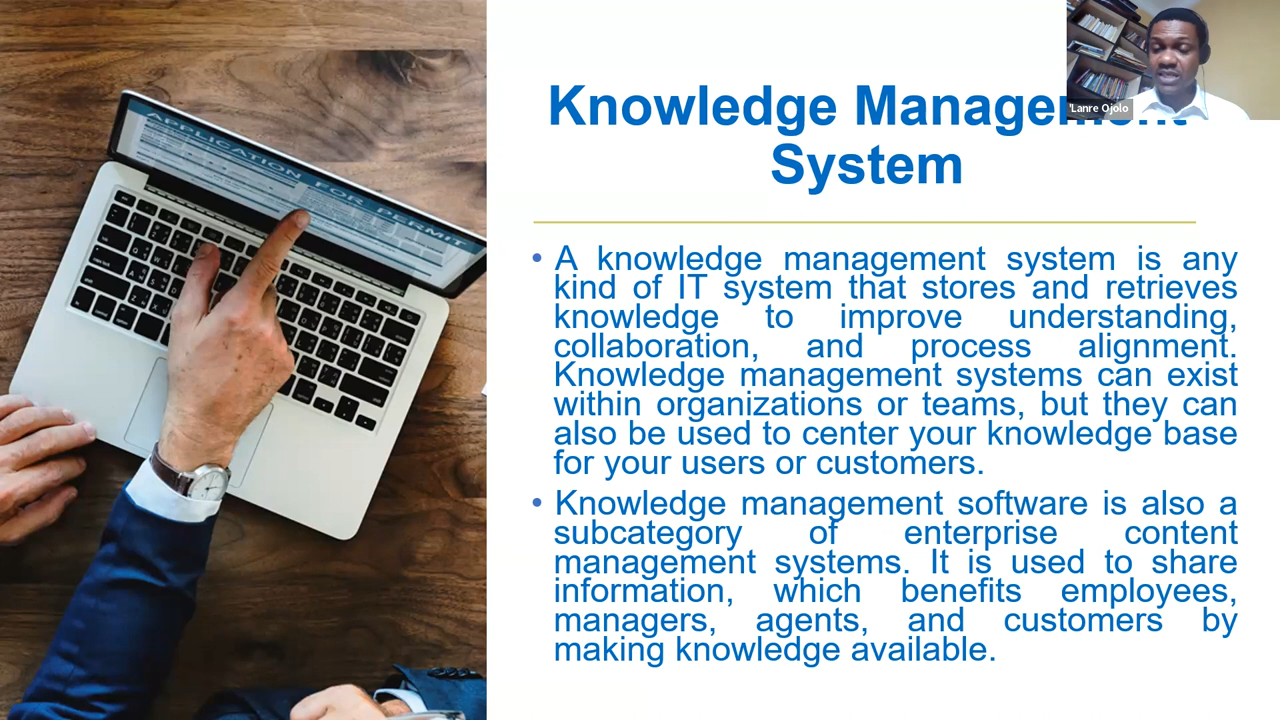 Knowledge Management
System
'Lanre Ojolo
APPLICATION FOR PERMIT
• A knowledge management system is any
kind of IT system that stores and retrieves
knowledge to improve understanding,
collaboration, and process alignment.
Knowledge management systems can exist
within organizations or teams, but they can
also be used to center your knowledge base
for your users or customers.
• Knowledge management software is also a
subcategory of enterprise content
management systems. It is used to share
information, which benefits employees,
managers, agents, and customers by
making knowledge available.